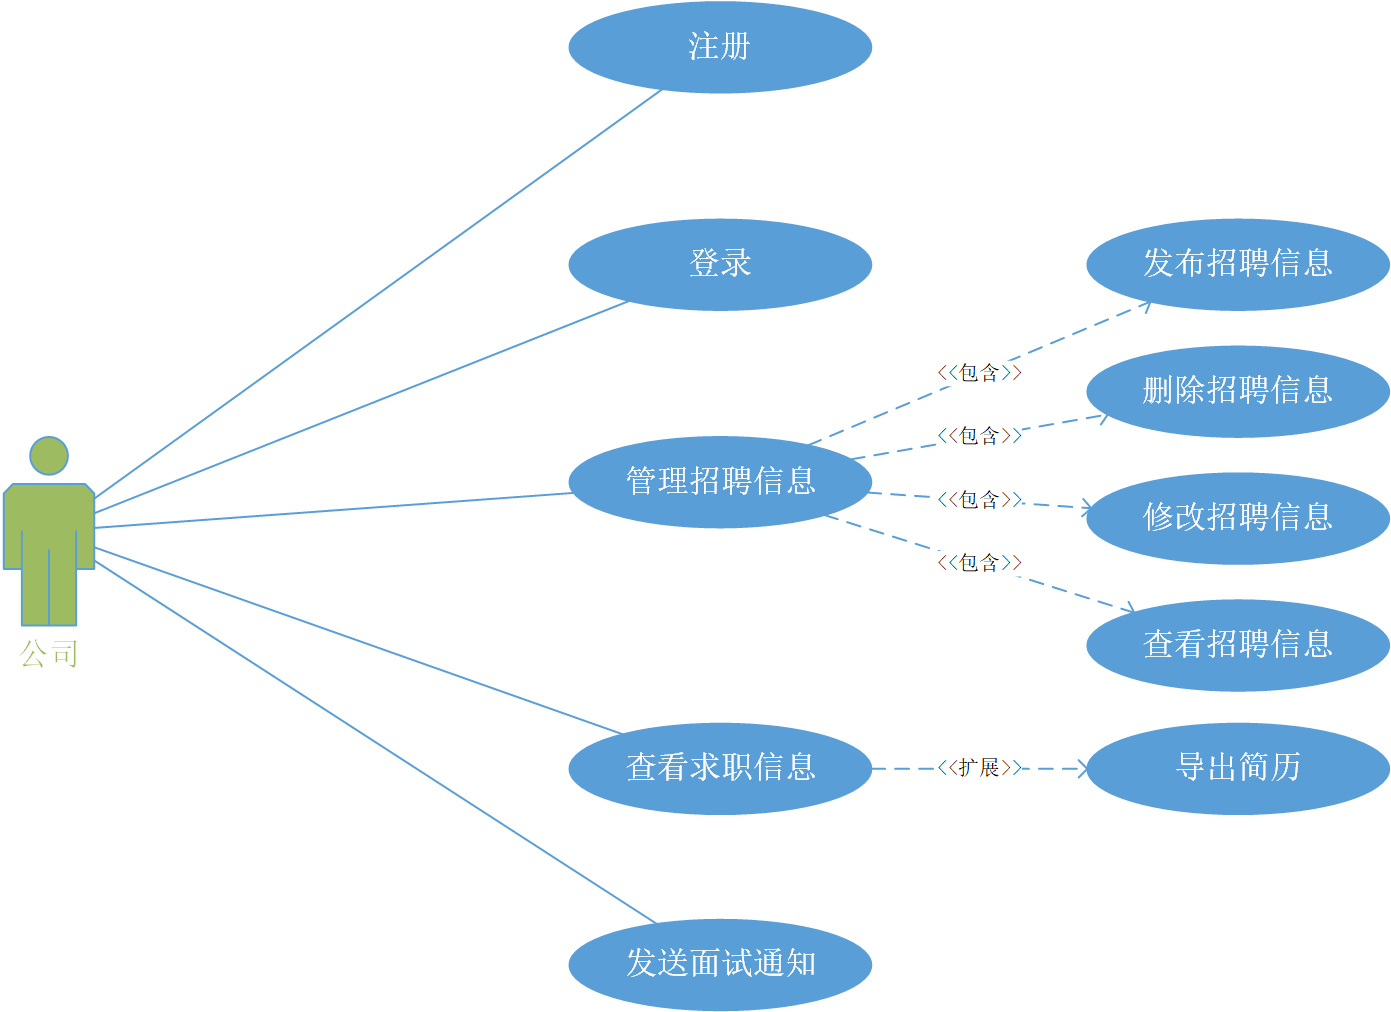 注册
登录
发布招聘信息
<<包含>>
删除招聘信息
<<包含>>
管理招聘信息
<<包含>>
修改招聘信息
<<包含>>
公司
查看招聘信息
查看求职信息
<<扩展>>
导出简历
发送面试通知